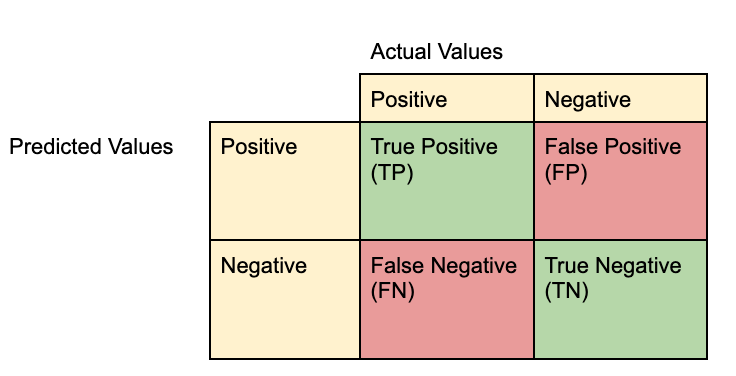 Actual Values
Positive
Negative
Predicted Values
Positive
True Positive
(TP)
False Positive
(FP)
Negative
False Negative
(FN)
True Negative
(TN)